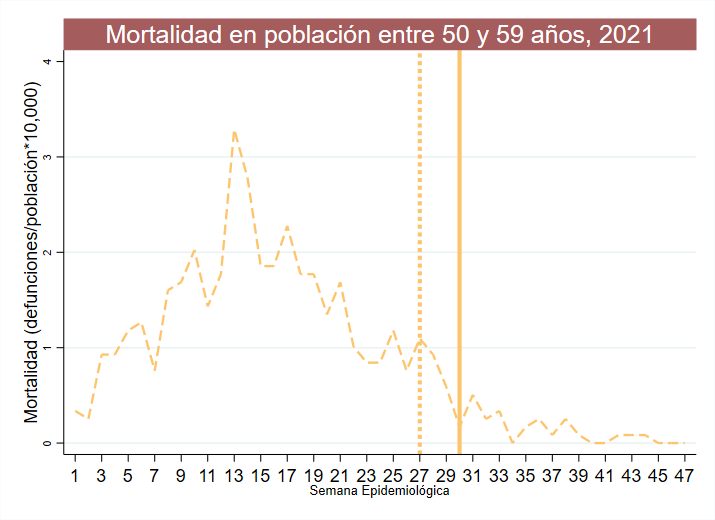 Mortalidad en población entre 50 y 59 años, 2021
Mortalidad (defunciones/población*10,000)
4
3
2
1
0
1 3 5 7 9 11 13 15 17 19 21 23 25 27 29 31 33 35 37 39 41 43 45 47
Semana Epidemiológica